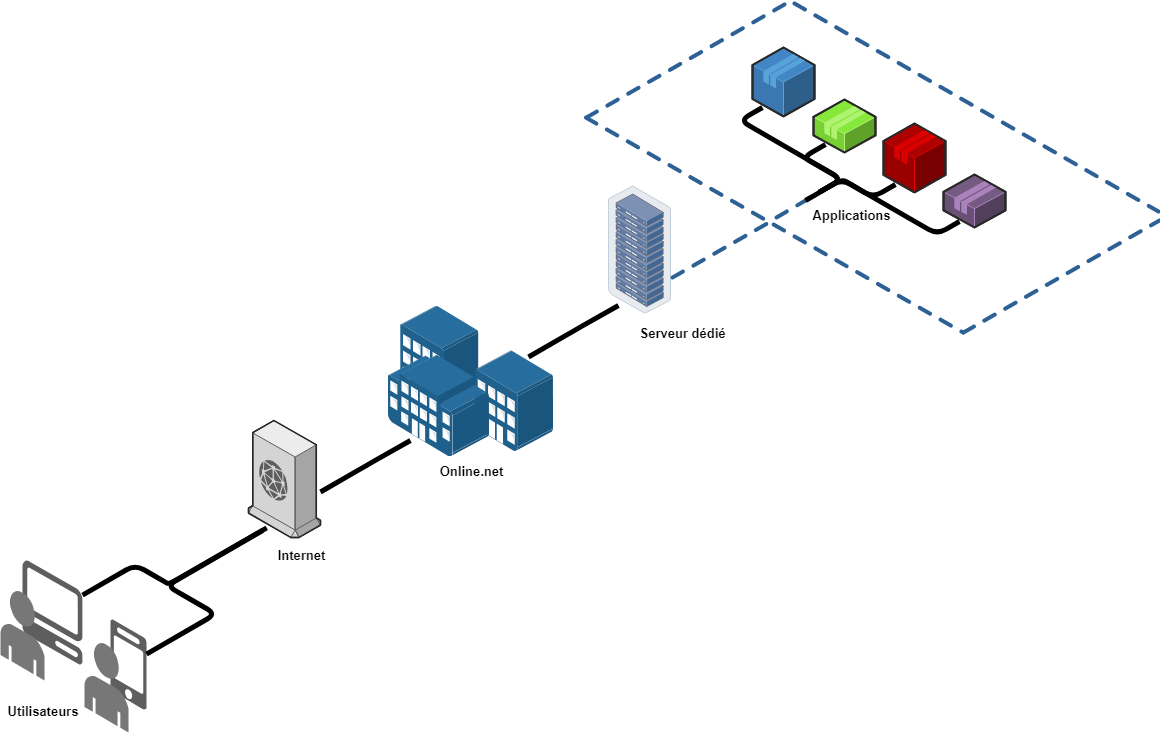 Applications
Serveur dédié
Online.net
Internet
Utilisateurs